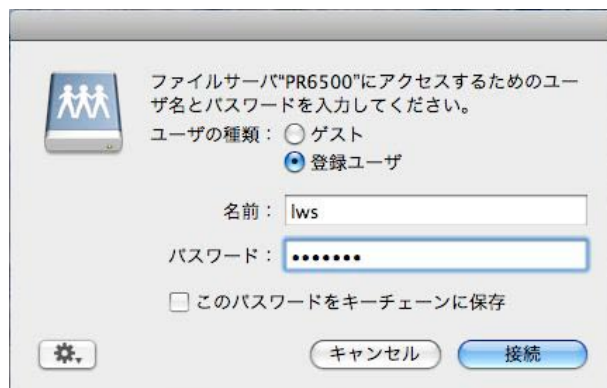 ファイルサーバ“PR6500”にアクセスするためのユー
ザ名とパスワードを入力してください。
ユーザの種類： ゲスト
登録ユーザ
名前： lws
パスワード： •••••••
このパスワードをキーチェーンに保存
キャンセル 接続